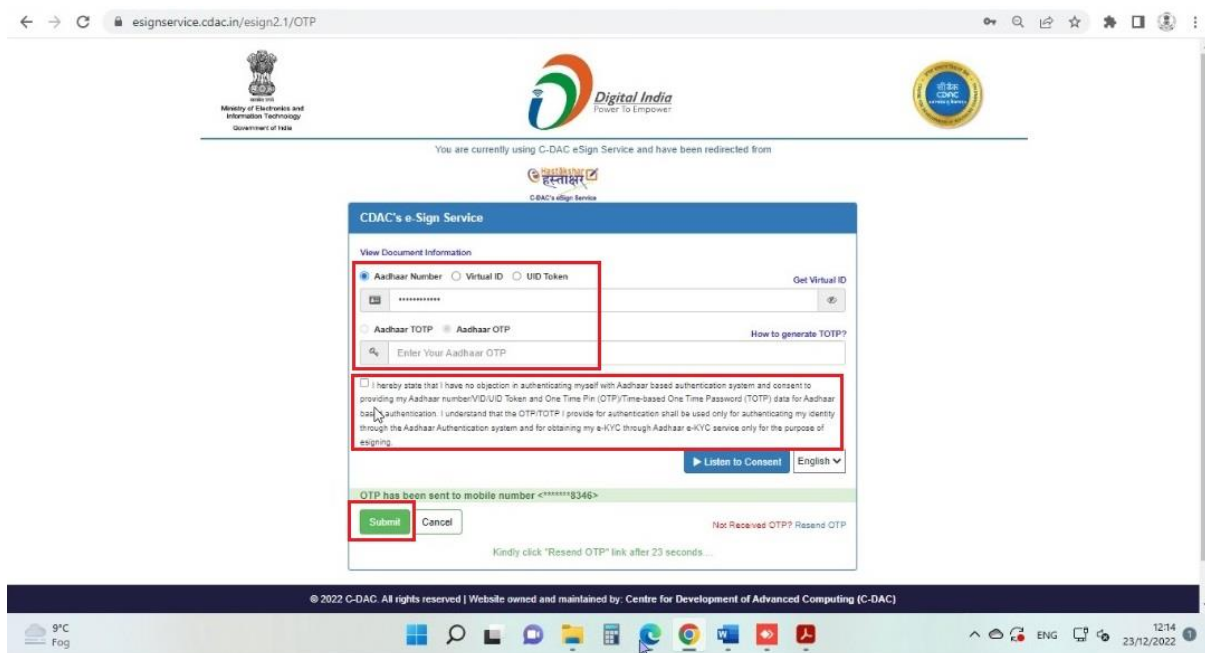 esignservice.cdac.in/esign2.1/OTP
Ministry of Electronics and
Information Technology
Government of India
Digital India
Power To Empower
सीडैक
CDAC
You are currently using C-DAC eSign Service and have been redirected from
Hastakshar
हस्ताक्षर
C-DAC's eSign Service
CDAC's e-Sign Service
View Document Information
Aadhaar Number Virtual ID UID Token
Get Virtual ID
••••••••••••
Aadhaar TOTP Aadhaar OTP
How to generate TOTP?
Enter Your Aadhaar OTP
I hereby state that I have no objection in authenticating myself with Aadhaar based authentication system and consent to
providing my Aadhaar number/VID/UID Token and One Time Pin (OTP)/Time-based One Time Password (TOTP) data for Aadhaar
based authentication. I understand that the OTP/TOTP I provide for authentication shall be used only for authenticating my identity
through the Aadhaar Authentication system and for obtaining my e-KYC through Aadhaar e-KYC service only for the purpose of
esigning.
Listen to Consent English
OTP has been sent to mobile number <*******8346>
Submit Cancel
Not Received OTP? Resend OTP
Kindly click "Resend OTP" link after 23 seconds...
© 2022 C-DAC. All rights reserved | Website owned and maintained by: Centre for Development of Advanced Computing (C-DAC)
9°C
Fog
ENG
12:14
23/12/2022